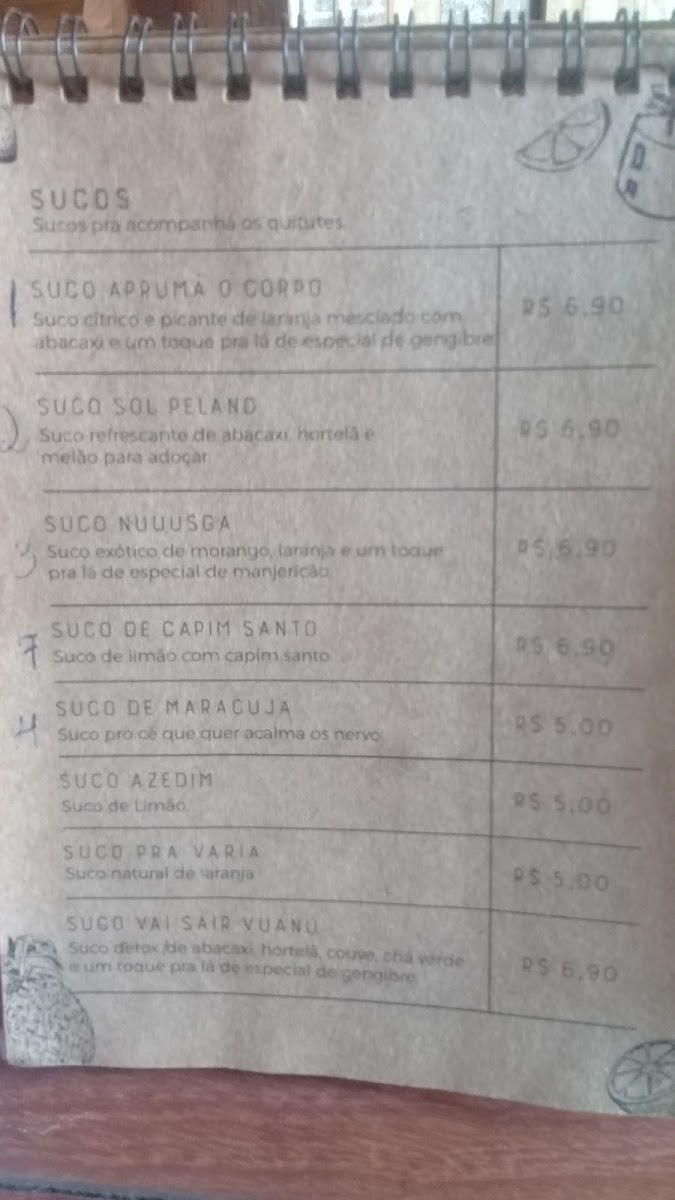 SUCOS
Sucos pra acompanhá os quitutes
1
SUCO APRUMÁ O CORPO
R$ 6,90
Suco cítrico e picante de laranja mesclado com
abacaxi e um toque pra lá de especial de gengibre
2
SUCO SOL PELANO
R$ 6,90
Suco refrescante de abacaxi, hortelã e
melão para adoçar
3
SUCO NUUUSGA
R$ 6,90
Suco exótico de morango, laranja e um toque
pra lá de especial de manjericão
7
SUCO DE CAPIM SANTO
R$ 6,90
Suco de limão com capim santo
4
SUCO DE MARACUJA
R$ 5,00
Suco pro cê que quer acalma os nervo
SUCO AZEDIM
R$ 5,00
Suco de Limão
SUCO PRA VARIA
R$ 5,00
Suco natural de laranja
SUCO VAI SAIR VUANU
R$ 6,90
Suco detox de abacaxi, hortelã, couve, chá verde
e um toque pra lá de especial de gengibre